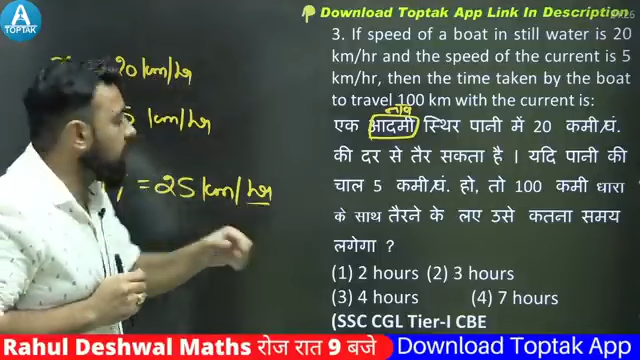 Download Toptak App Link In Description
A
TOPTAK
3. If speed of a boat in still water is 20
km/hr and the speed of the current is 5
km/hr, then the time taken by the boat
to travel 100 km with the current is:
नाव
एक आदमी स्थिर पानी में 20 कमी/घं.
की दर से तैर सकता है । यदि पानी की
चाल 5 कमी/घं. हो, तो 100 कमी धारा
के साथ तैरने के लए उसे कतना समय
लगेगा ?
(1) 2 hours (2) 3 hours
(3) 4 hours (4) 7 hours
(SSC CGL Tier-I CBE
20 km/hr
5 km/hr
= 25 km/hr
Rahul Deshwal Maths रोज रात 9 बजे
Download Toptak App